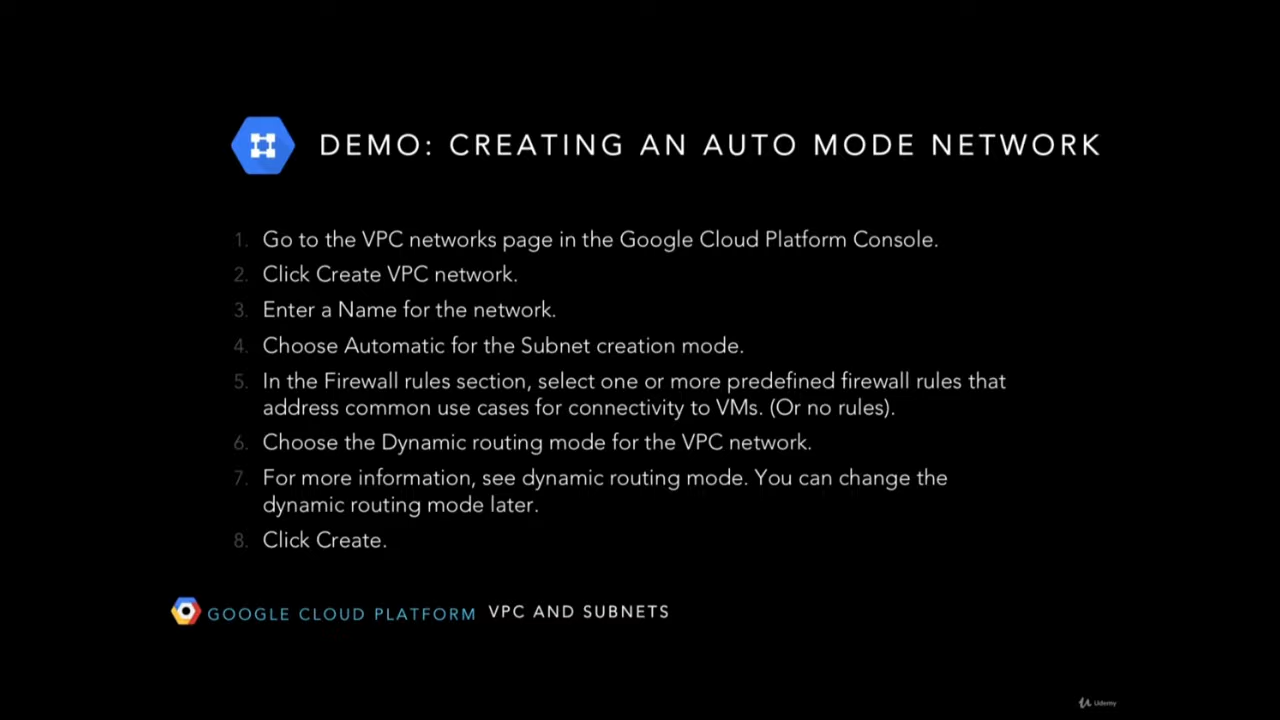 DEMO: CREATING AN AUTO MODE NETWORK
1. Go to the VPC networks page in the Google Cloud Platform Console.
2. Click Create VPC network.
3. Enter a Name for the network.
4. Choose Automatic for the Subnet creation mode.
5. In the Firewall rules section, select one or more predefined firewall rules that
address common use cases for connectivity to VMs. (Or no rules).
6. Choose the Dynamic routing mode for the VPC network.
7. For more information, see dynamic routing mode. You can change the
dynamic routing mode later.
8. Click Create.
GOOGLE CLOUD PLATFORM VPC AND SUBNETS
Udemy